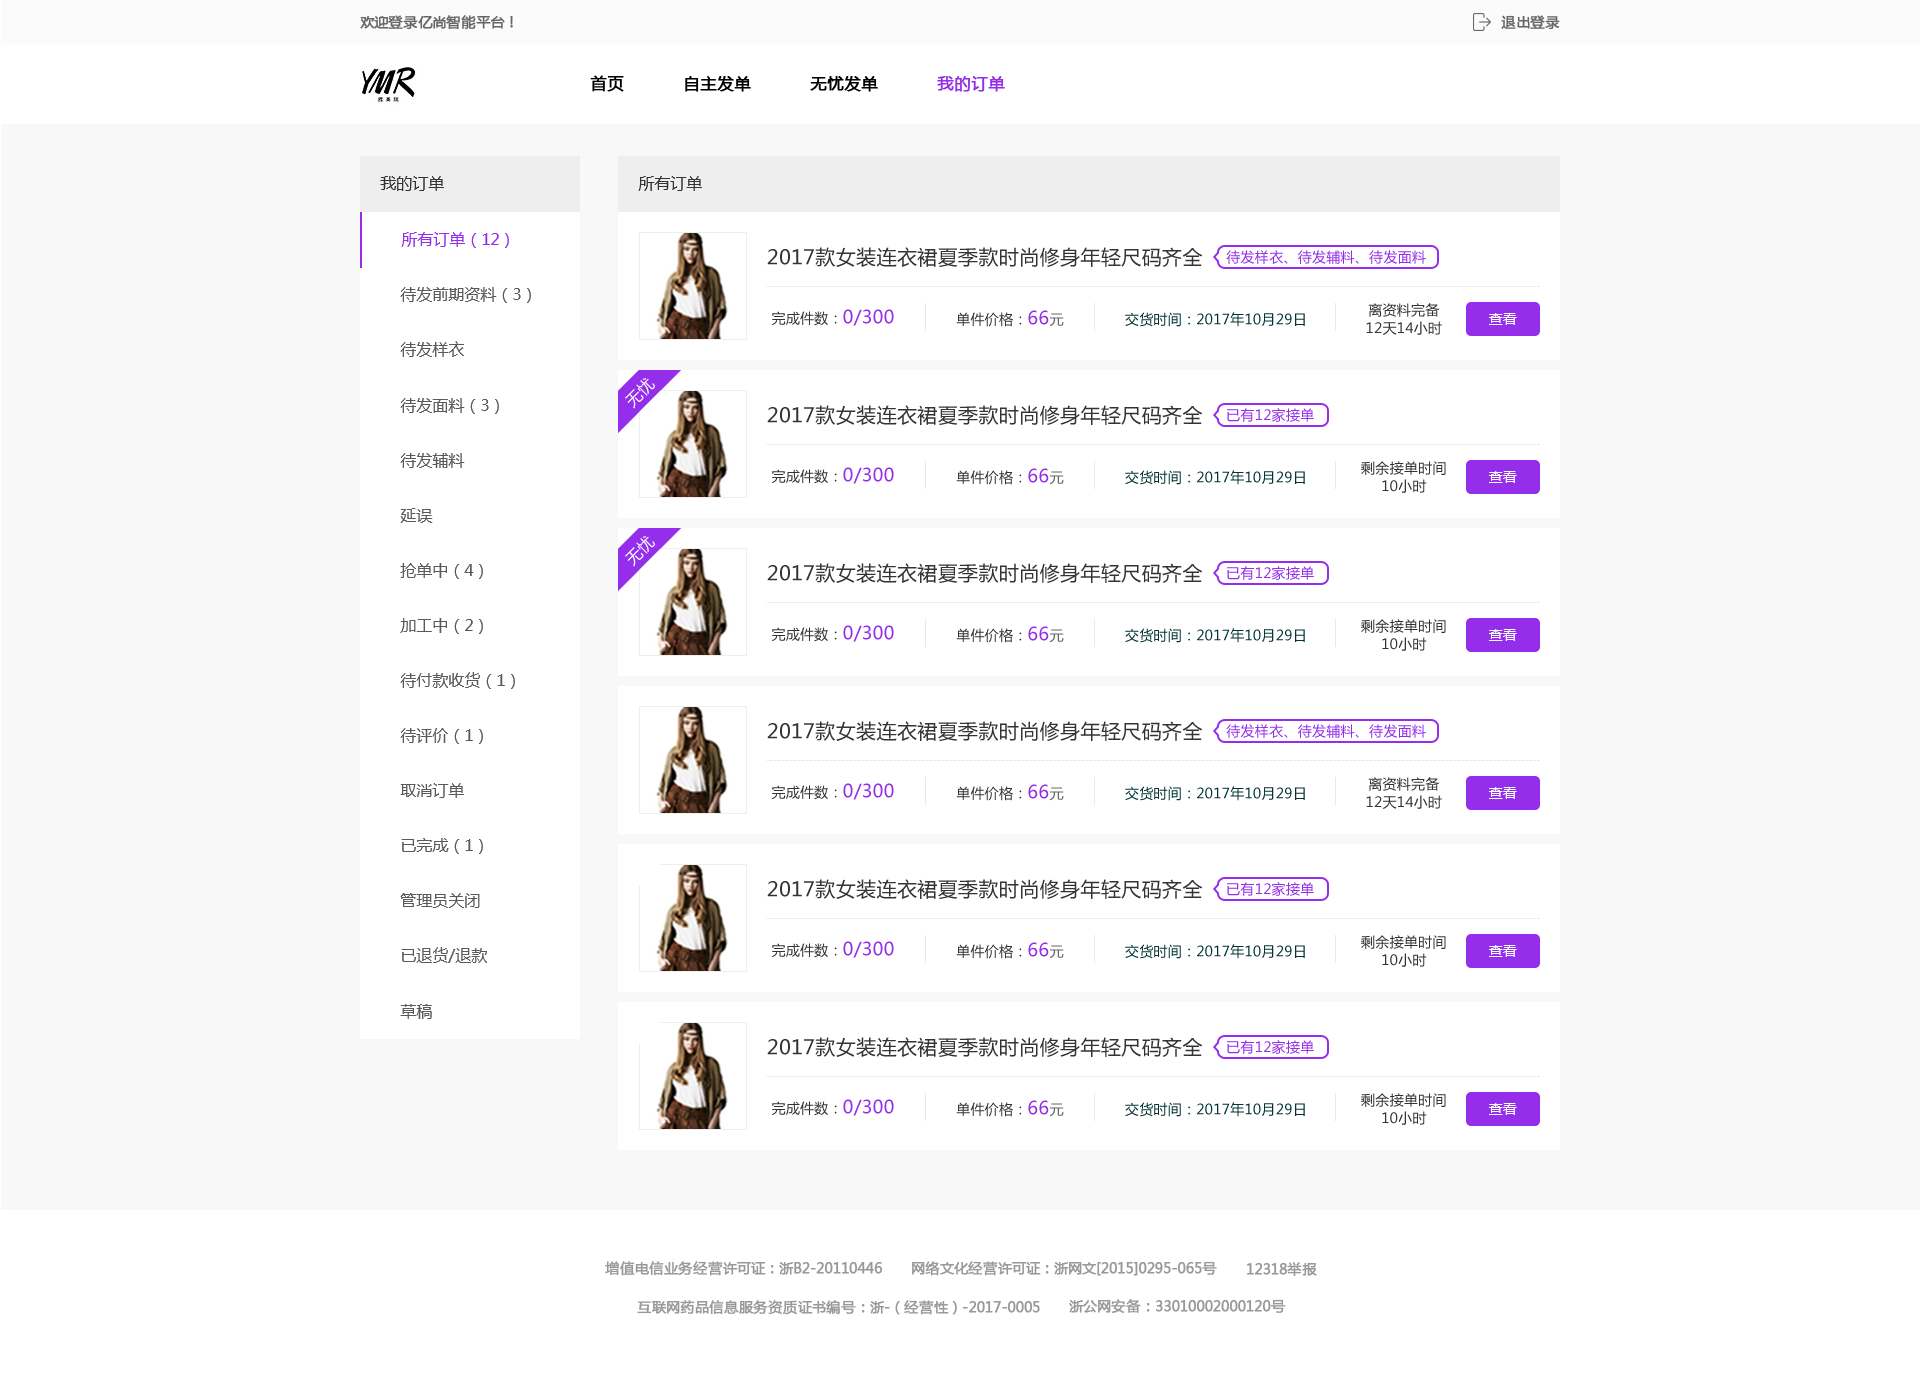 欢迎登录亿尚智能平台！
退出登录
YMR
首页
自主发单
无忧发单
我的订单
我的订单
所有订单（12）
待发前期资料（3）
待发样衣
待发面料（3）
待发辅料
延误
抢单中（4）
加工中（2）
待付款收货（1）
待评价（1）
取消订单
已完成（1）
管理员关闭
已退货/退款
草稿
所有订单
2017款女装连衣裙夏季款时尚修身年轻尺码齐全 待发样衣、待发辅料、待发面料
完成件数：0/300 单件价格：66元 交货时间：2017年10月29日 离资料完备 查看
12天14小时
无忧
2017款女装连衣裙夏季款时尚修身年轻尺码齐全 已有12家接单
完成件数：0/300 单件价格：66元 交货时间：2017年10月29日 剩余接单时间 查看
10小时
无忧
2017款女装连衣裙夏季款时尚修身年轻尺码齐全 已有12家接单
完成件数：0/300 单件价格：66元 交货时间：2017年10月29日 剩余接单时间 查看
10小时
2017款女装连衣裙夏季款时尚修身年轻尺码齐全 待发样衣、待发辅料、待发面料
完成件数：0/300 单件价格：66元 交货时间：2017年10月29日 离资料完备 查看
12天14小时
2017款女装连衣裙夏季款时尚修身年轻尺码齐全 已有12家接单
完成件数：0/300 单件价格：66元 交货时间：2017年10月29日 剩余接单时间 查看
10小时
2017款女装连衣裙夏季款时尚修身年轻尺码齐全 已有12家接单
完成件数：0/300 单件价格：66元 交货时间：2017年10月29日 剩余接单时间 查看
10小时
增值电信业务经营许可证：浙B2-20110446 网络文化经营许可证：浙网文[2015]0295-065号 12318举报
互联网药品信息服务资质证书编号：浙-（经营性）-2017-0005 浙公网安备：33010002000120号